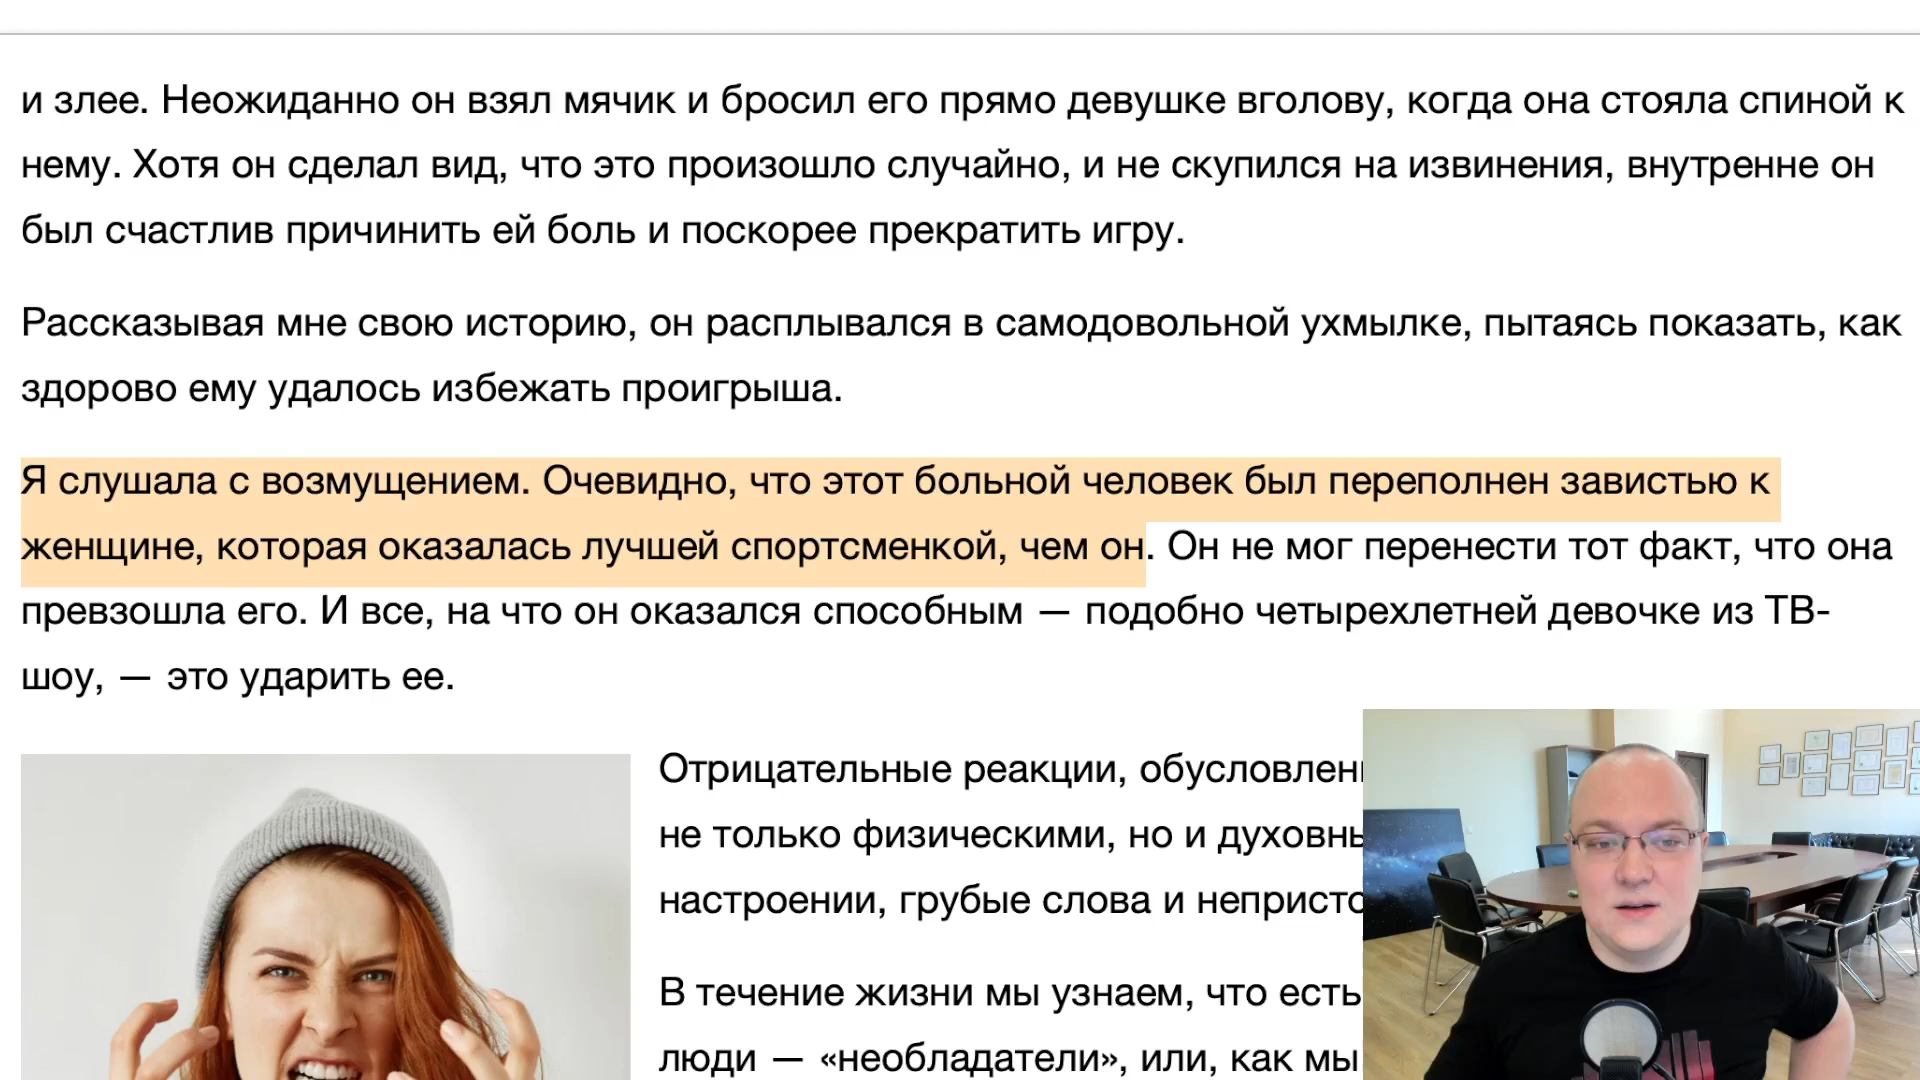 и злее. Неожиданно он взял мячик и бросил его прямо девушке вголову, когда она стояла спиной к
нему. Хотя он сделал вид, что это произошло случайно, и не скупился на извинения, внутренне он
был счастлив причинить ей боль и поскорее прекратить игру.
Рассказывая мне свою историю, он расплывался в самодовольной ухмылке, пытаясь показать, как
здорово ему удалось избежать проигрыша.
Я слушала с возмущением. Очевидно, что этот больной человек был переполнен завистью к
женщине, которая оказалась лучшей спортсменкой, чем он. Он не мог перенести тот факт, что она
превзошла его. И все, на что он оказался способным — подобно четырехлетней девочке из ТВ-
шоу, — это ударить ее.
Отрицательные реакции,
не только физическими, но и
настроении, грубые слова и
В течение жизни мы узнаем, что есть
люди — «необладатели», или, как мы